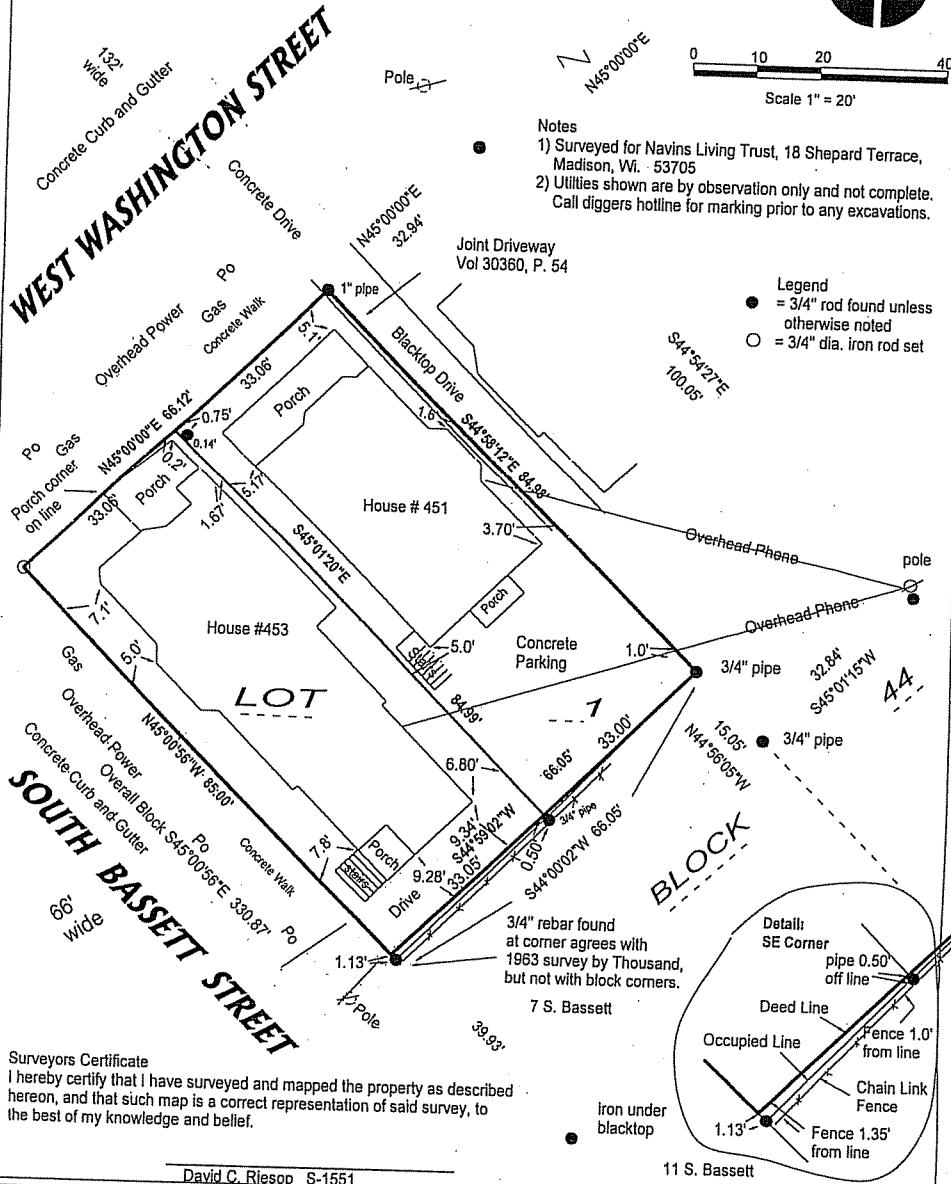 132'
wide
Concrete Curb and Gutter
WEST WASHINGTON STREET
Pole
N
N45°00'00"E
0 10 20 40
Scale 1" = 20'
Notes
1) Surveyed for Navins Living Trust, 18 Shepard Terrace,
Madison, Wi. 53705
2) Utilties shown are by observation only and not complete.
Call diggers hotline for marking prior to any excavations.
Concrete Drive
N45°00'00"E
32.94'
Joint Driveway
Vol 30360, P. 54
Legend
= 3/4" rod found unless
otherwise noted
= 3/4" dia. iron rod set
1" pipe
Po
Gas
Concrete Walk
Overhead Power
5.1'
33.06'
Blacktop Drive
S44°54'27"E
100.05'
Porch
1.6'
N45°00'00"E 66.12'
0.75'
0.14'
S44°58'12"E 84.98'
Po
Gas
Porch corner
on line
33.06'
0.2'
Porch
1.67'
5.17'
House # 451
3.70'
S45°01'20"E
Overhead Phone
pole
7.1'
House #453
Porch
Overhead Phone
5.0'
Stairs
5.0'
Concrete
Parking
1.0'
3/4" pipe
32.84'
S45°01'15"W
44
Gas
LOT
1
84.99'
33.00'
15.05'
N44°56'05"W
3/4" pipe
Overhead Power
N45°00'56"W 85.00'
6.80'
66.05'
Concrete Curb and Gutter
Overall Block S45°00'56"E 330.87'
Po
Concrete Walk
9.34'
S44°59'02"W
3/4" pipe
0.50'
S44°00'02"W 66.05'
BLOCK
SOUTH BASSETT STREET
7.8'
Porch
stairs
9.28'
33.05'
Drive
66'
wide
Po
1.13'
3/4" rebar found
at corner agrees with
1963 survey by Thousand,
but not with block corners.
7 S. Bassett
Pole
39.93'
Detail:
SE Corner
pipe 0.50'
off line
Deed Line
Occupied Line
Fence 1.0'
from line
Chain Link
Fence
1.13'
Fence 1.35'
from line
Surveyors Certificate
I hereby certify that I have surveyed and mapped the property as described
hereon, and that such map is a correct representation of said survey, to
the best of my knowledge and belief.
Iron under
blacktop
11 S. Bassett
David C. Riesop S-1551